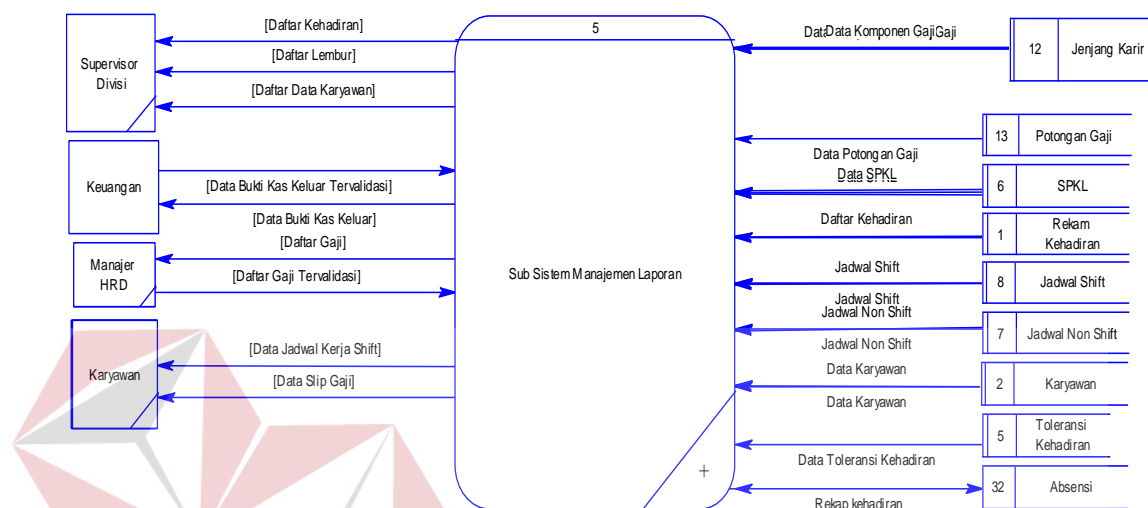 5
[Daftar Kehadiran]
Supervisor
Divisi
[Daftar Lembur]
[Daftar Data Karyawan]
Keuangan
[Data Bukti Kas Keluar Tervalidasi]
[Data Bukti Kas Keluar]
[Daftar Gaji]
Manajer
HRD
[Daftar Gaji Tervalidasi]
Karyawan
[Data Jadwal Kerja Shift]
[Data Slip Gaji]
Sub Sistem Manajemen Laporan
+
Data Komponen Gaji
12 Jenjang Karir
13 Potongan Gaji
Data Potongan Gaji
Data SPKL
6 SPKL
Daftar Kehadiran
1 Rekam
Kehadiran
Jadwal Shift
8 Jadwal Shift
Jadwal Shift
Jadwal Non Shift
7 Jadwal Non Shift
Jadwal Non Shift
Data Karyawan
2 Karyawan
Data Karyawan
5 Toleransi
Kehadiran
Data Toleransi Kehadiran
32 Absensi
Rekap kehadiran